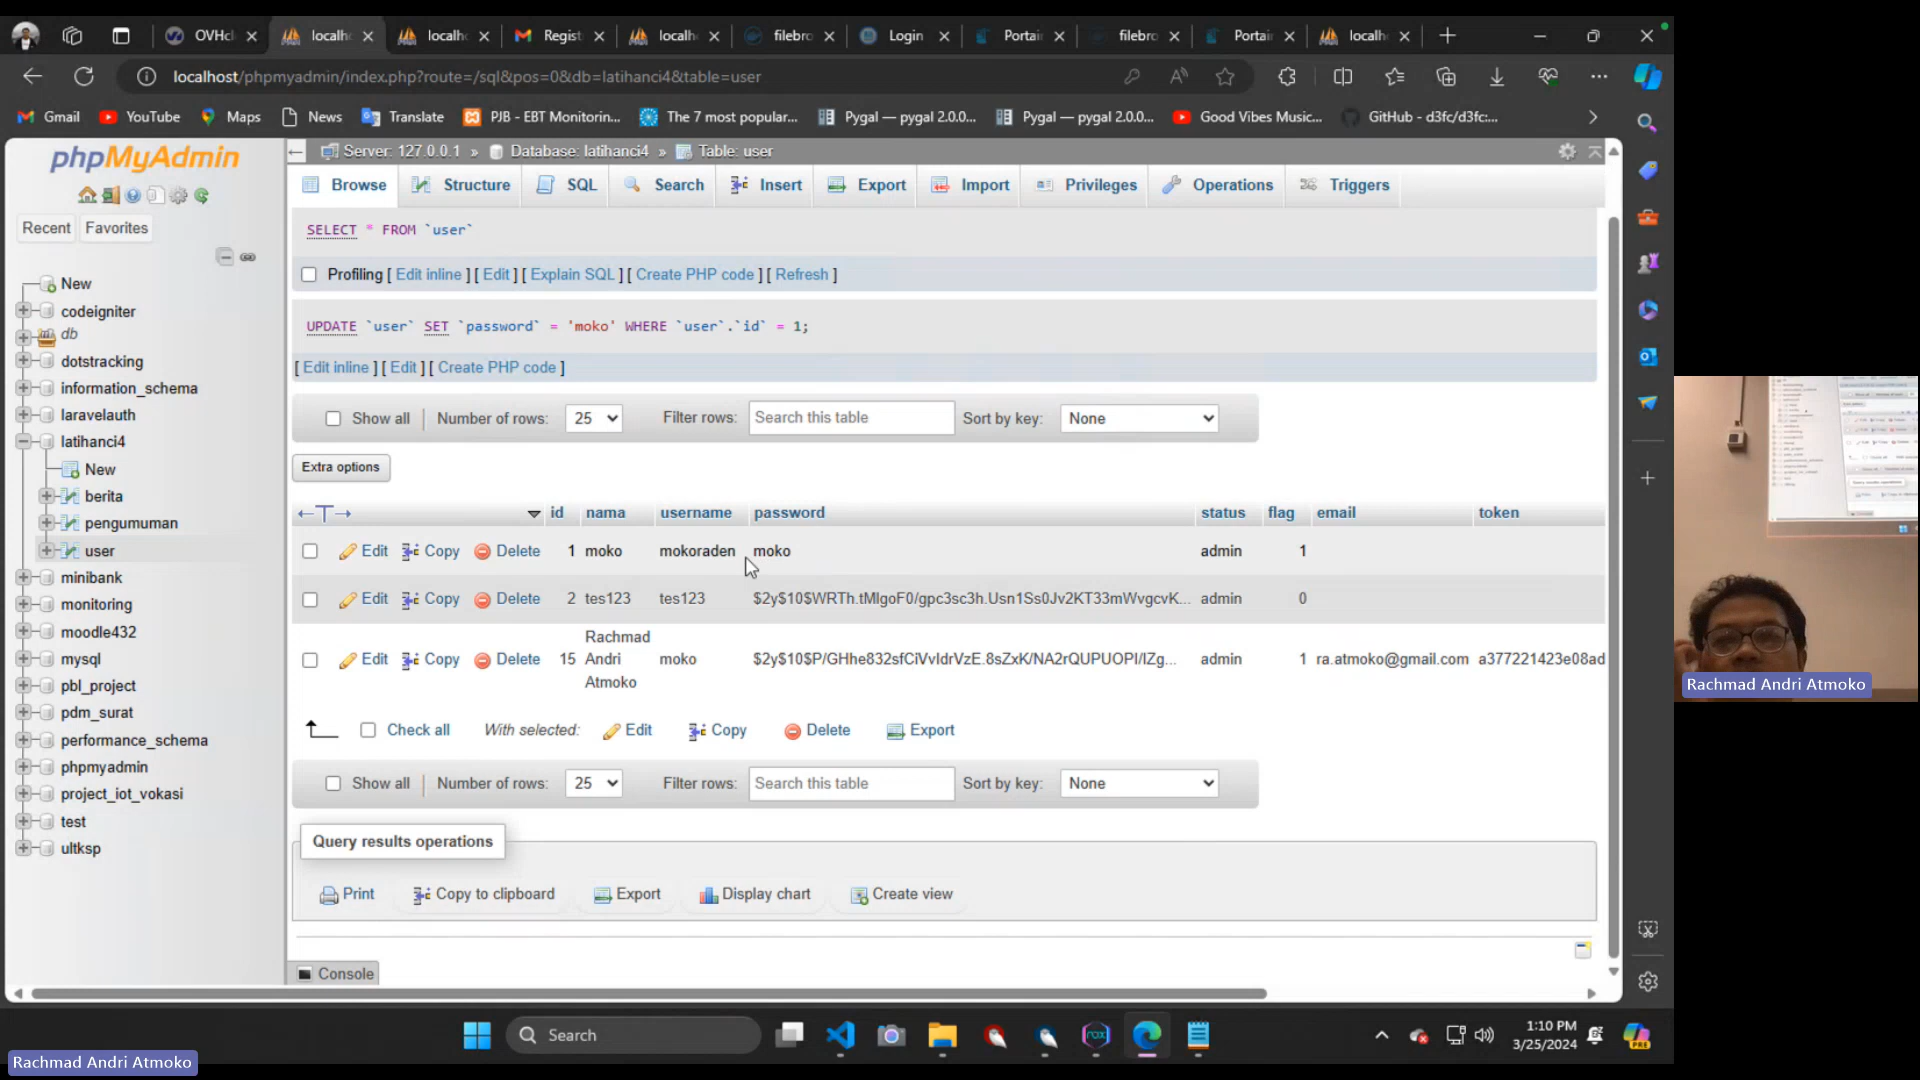 OVHcl
localh
localh
Regist
localh
filebro
Login
Portain
filebro
Portain
localh
localhost/phpmyadmin/index.php?route=/sql&pos=0&db=latihanci4&table=user
Gmail
YouTube
Maps
News
Translate
PJB - EBT Monitorin...
The 7 most popular...
Pygal — pygal 2.0.0...
Pygal — pygal 2.0.0...
Good Vibes Music...
GitHub - d3fc/d3fc:...
phpMyAdmin
Recent
Favorites
New
codeigniter
db
dotstracking
information_schema
laravelauth
latihanci4
New
berita
pengumuman
user
minibank
monitoring
moodle432
mysql
pbl_project
pdm_surat
performance_schema
phpmyadmin
project_iot_vokasi
test
ultksp
Server: 127.0.0.1 » Database: latihanci4 » Table: user
Browse Structure SQL Search Insert Export Import Privileges Operations Triggers
SELECT * FROM `user`
Profiling [ Edit inline ] [ Edit ] [ Explain SQL ] [ Create PHP code ] [ Refresh ]
UPDATE `user` SET `password` = 'moko' WHERE `user`.`id` = 1;
[ Edit inline ] [ Edit ] [ Create PHP code ]
Show all Number of rows: 25 Filter rows: Search this table Sort by key: None
Extra options
id nama username password status flag email token
Edit Copy Delete 1 moko mokoraden moko admin 1
Edit Copy Delete 2 tes123 tes123 $2y$10$WRTh.tMlgoF0/gpc3sc3h.Usn1Ss0Jv2KT33mWvgcvK... admin 0
Rachmad
Edit Copy Delete 15 Andri moko $2y$10$P/GHhe832sfCiVvIdrVzE.8sZxK/NA2rQUPUOPI/IZg... admin 1 ra.atmoko@gmail.com a377221423e08ad
Atmoko
Check all With selected: Edit Copy Delete Export
Show all Number of rows: 25 Filter rows: Search this table Sort by key: None
Query results operations
Print Copy to clipboard Export Display chart Create view
Console
Search
1:10 PM
3/25/2024
PRE
Rachmad Andri Atmoko
Rachmad Andri Atmoko